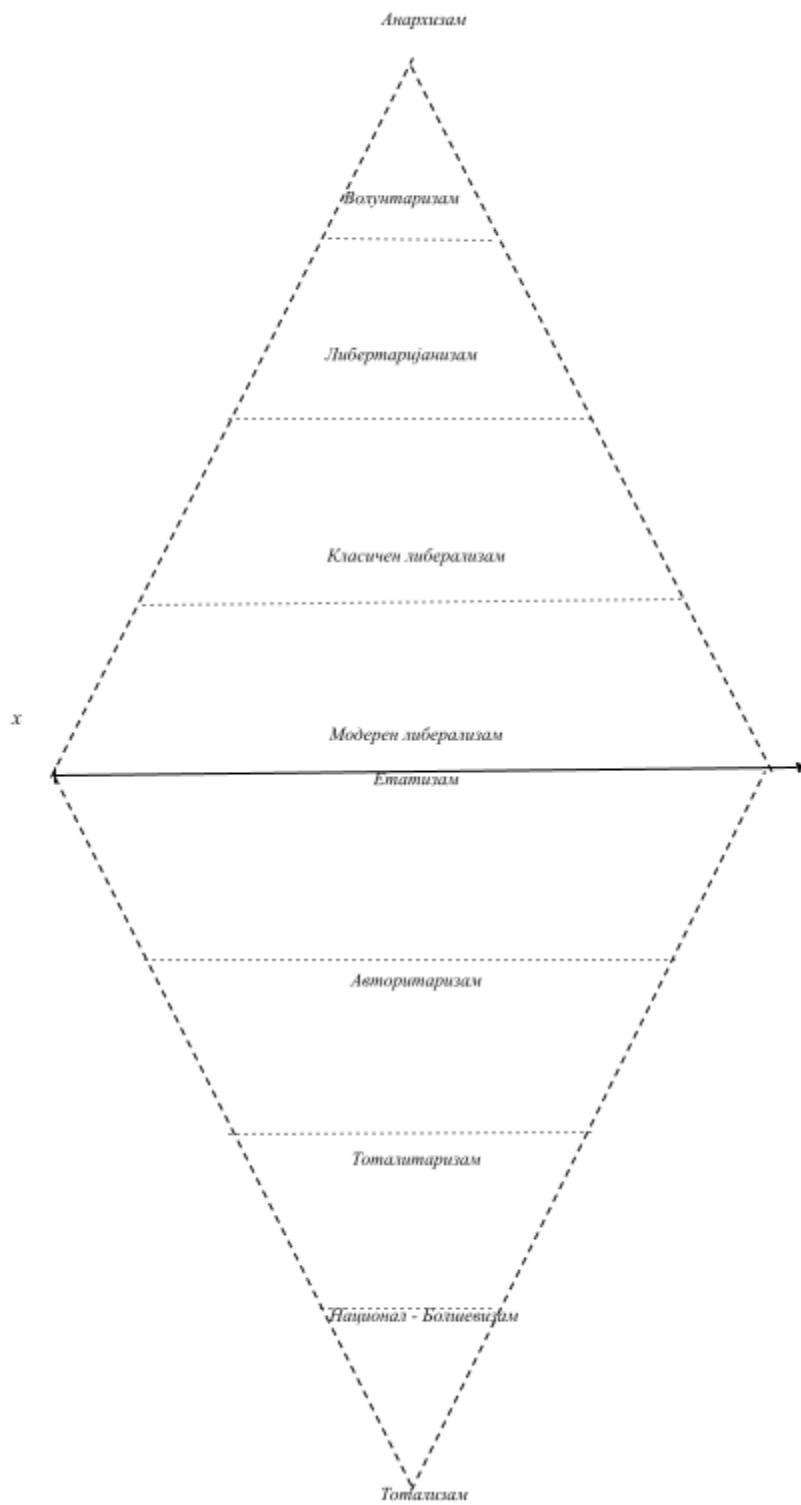 Анархизам
Волунтаризам
Либертаријанизам
Класичен либерализам
x
Модерен либерализам
Етатизам
Авторитаризам
Тоталитаризам
Национал - Болшевизам
Тотализам